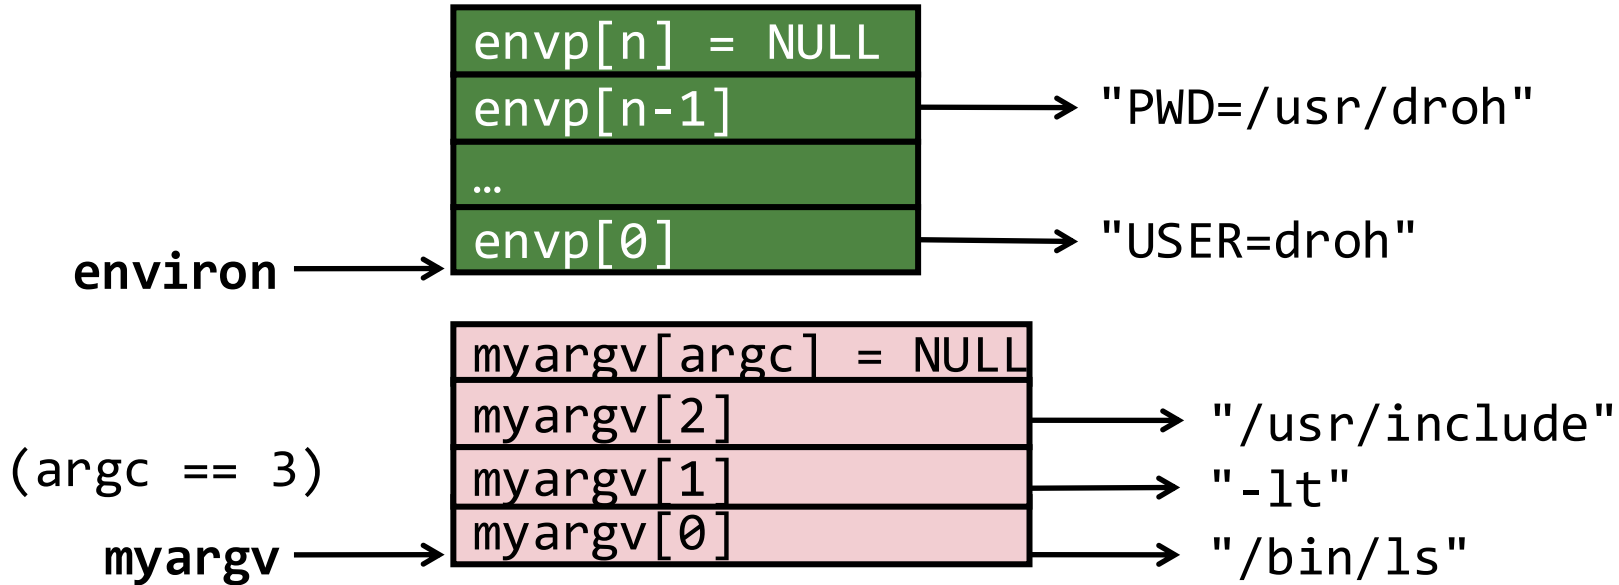 envp[n] = NULL
envp[n-1]
"PWD=/usr/droh"
…
envp[0]
"USER=droh"
environ
myargv[argc] = NULL
myargv[2]
"/usr/include"
(argc == 3)
myargv[1]
"-lt"
myargv[0]
"/bin/ls"
myargv